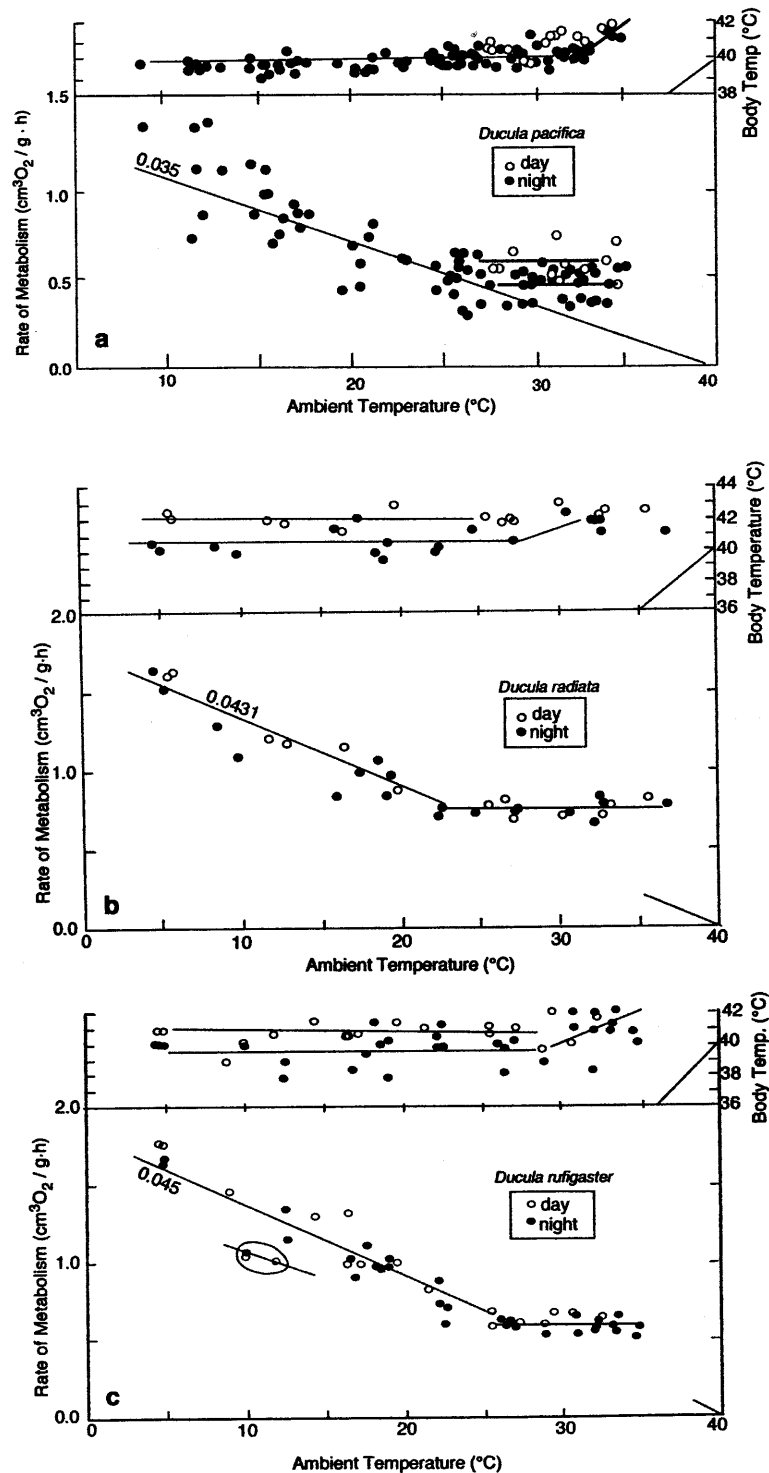 42
40
38
Body Temp (°C)
1.5
1.0
0.5
0.0
Rate of Metabolism (cm³O₂ / g·h)
0.035
Ducula pacifica
day
night
a
10
20
30
40
Ambient Temperature (°C)
44
42
40
38
36
Body Temperature (°C)
2.0
1.0
0.0
Rate of Metabolism (cm³O₂ / g·h)
0.0431
Ducula radiata
day
night
b
0
10
20
30
40
Ambient Temperature (°C)
42
40
38
36
Body Temp. (°C)
2.0
1.0
0.0
Rate of Metabolism (cm³O₂ / g·h)
0.045
Ducula rufigaster
day
night
c
0
10
20
30
40
Ambient Temperature (°C)